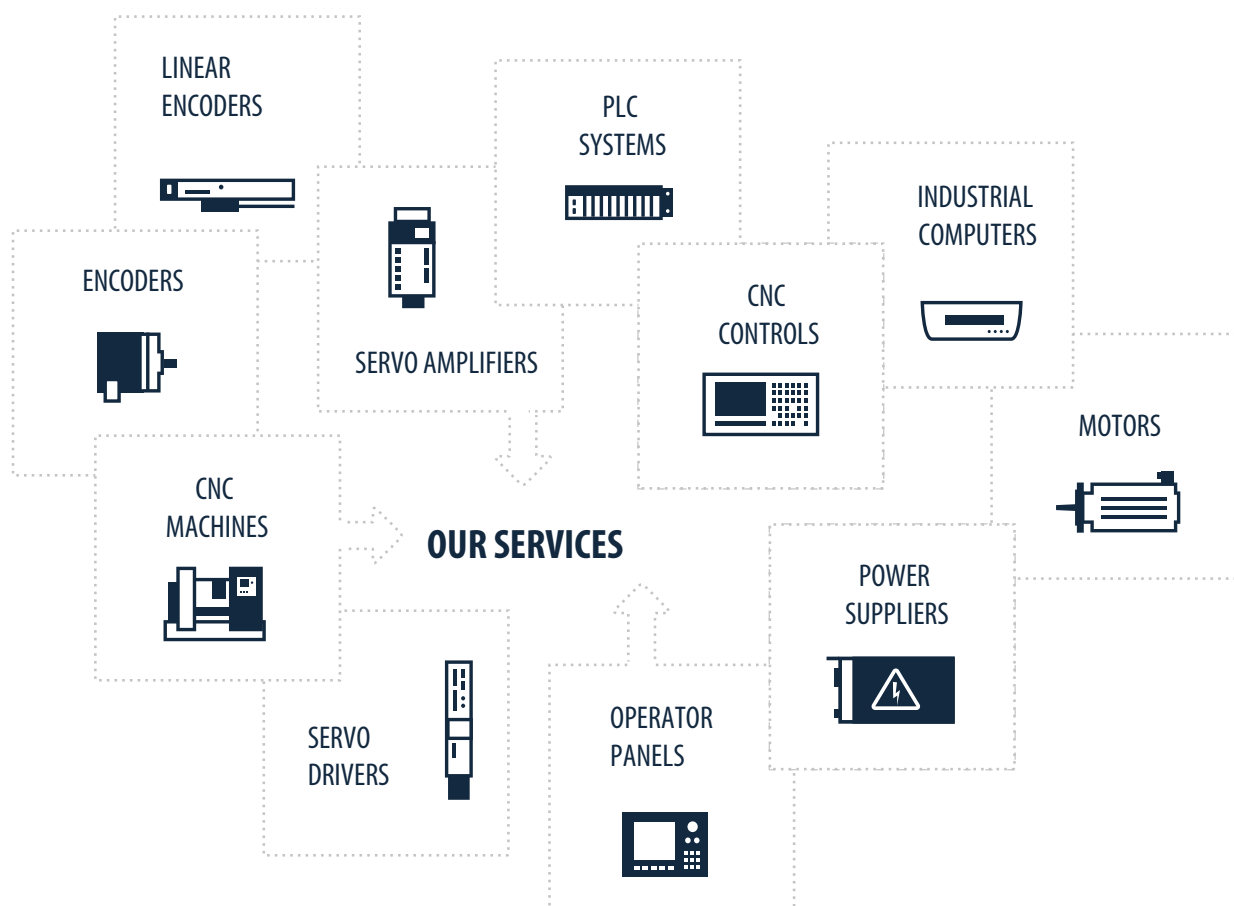 LINEAR
ENCODERS
PLC
SYSTEMS
INDUSTRIAL
COMPUTERS
ENCODERS
CNC
CONTROLS
SERVO AMPLIFIERS
MOTORS
CNC
MACHINES
OUR SERVICES
POWER
SUPPLIERS
OPERATOR
PANELS
SERVO
DRIVERS